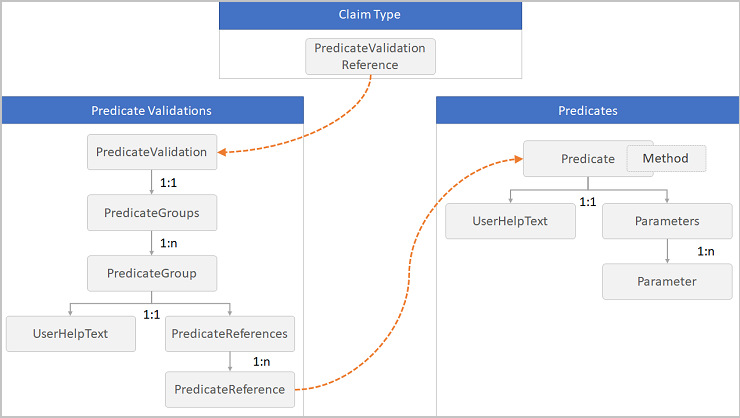 Claim Type
PredicateValidation
Reference
Predicate Validations
PredicateValidation
1:1
PredicateGroups
1:n
PredicateGroup
1:1
UserHelpText
PredicateReferences
1:n
PredicateReference
Predicates
Predicate
Method
1:1
UserHelpText
Parameters
1:n
Parameter